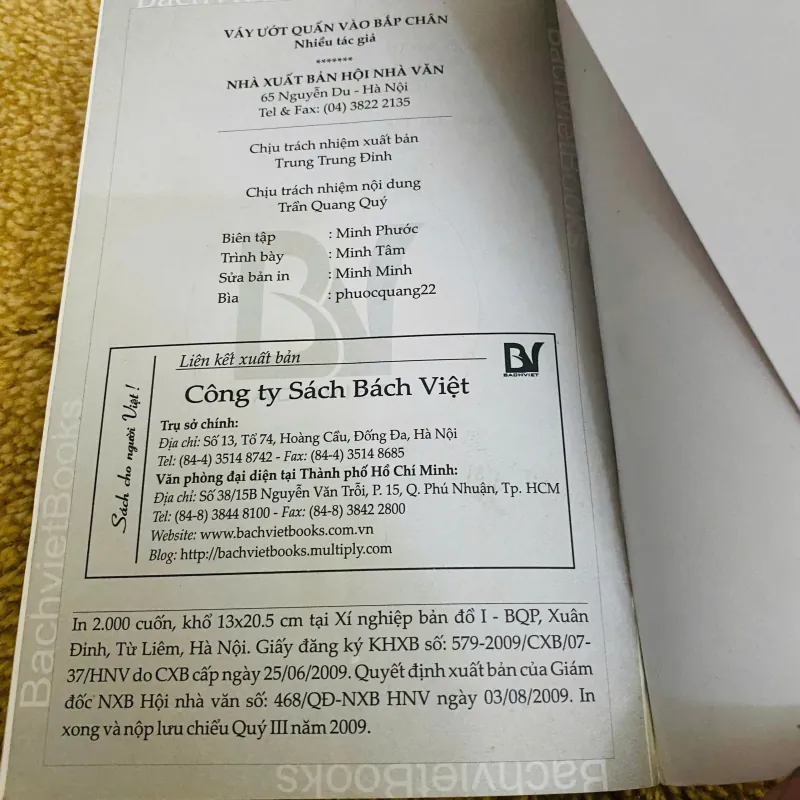 VÁY ƯỚT QUẤN VÀO BẮP CHÂN
Nhiều tác giả
*******
NHÀ XUẤT BẢN HỘI NHÀ VĂN
65 Nguyễn Du - Hà Nội
Tel & Fax: (04) 3822 2135
Chịu trách nhiệm xuất bản
Trung Trung Đỉnh
Chịu trách nhiệm nội dung
Trần Quang Quý
Biên tập : Minh Phước
Trình bày : Minh Tâm
Sửa bản in : Minh Minh
Bìa : phuocquang22
Liên kết xuất bản
BV
BACHVIET
Sách cho người Việt !
Công ty Sách Bách Việt
Trụ sở chính:
Địa chỉ: Số 13, Tổ 74, Hoàng Cầu, Đống Đa, Hà Nội
Tel: (84-4) 3514 8742 - Fax: (84-4) 3514 8685
Văn phòng đại diện tại Thành phố Hồ Chí Minh:
Địa chỉ: Số 38/15B Nguyễn Văn Trỗi, P. 15, Q. Phú Nhuận, Tp. HCM
Tel: (84-8) 3844 8100 - Fax: (84-8) 3842 2800
Website: www.bachvietbooks.com.vn
Blog: http://bachvietbooks.multiply.com
In 2.000 cuốn, khổ 13x20.5 cm tại Xí nghiệp bản đồ I - BQP, Xuân
Đỉnh, Từ Liêm, Hà Nội. Giấy đăng ký KHXB số: 579-2009/CXB/07-
37/HNV do CXB cấp ngày 25/06/2009. Quyết định xuất bản của Giám
đốc NXB Hội nhà văn số: 468/QĐ-NXB HNV ngày 03/08/2009. In
xong và nộp lưu chiểu Quý III năm 2009.
BachvietBooks
BachvietBooks
BachvietBooks